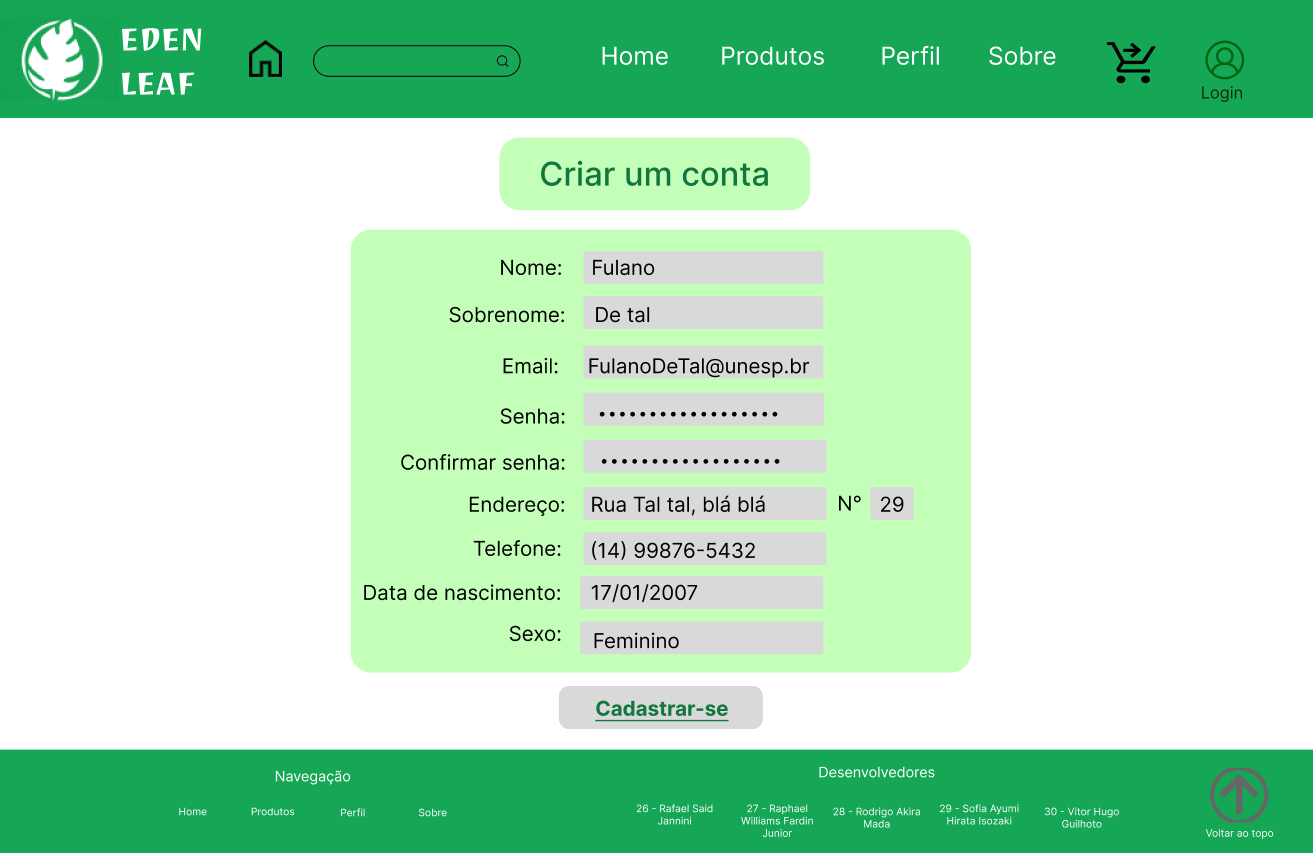 EDEN
LEAF
Home
Produtos
Perfil
Sobre
Login
Criar um conta
Nome: Fulano
Sobrenome: De tal
Email: FulanoDeTal@unesp.br
Senha: ••••••••••••••••••
Confirmar senha: ••••••••••••••••••
Endereço: Rua Tal tal, blá blá N° 29
Telefone: (14) 99876-5432
Data de nascimento: 17/01/2007
Sexo: Feminino
Cadastrar-se
Navegação
Home
Produtos
Perfil
Sobre
Desenvolvedores
26 - Rafael Said
Jannini
27 - Raphael
Williams Fardin
Junior
28 - Rodrigo Akira
Mada
29 - Sofia Ayumi
Hirata Isozaki
30 - Vitor Hugo
Guilhoto
Voltar ao topo